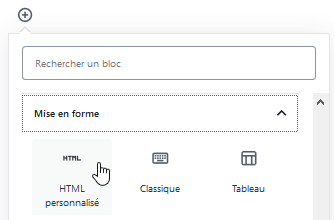 Rechercher un bloc
Mise en forme
HTML
HTML personnalisé
Classique
Tableau